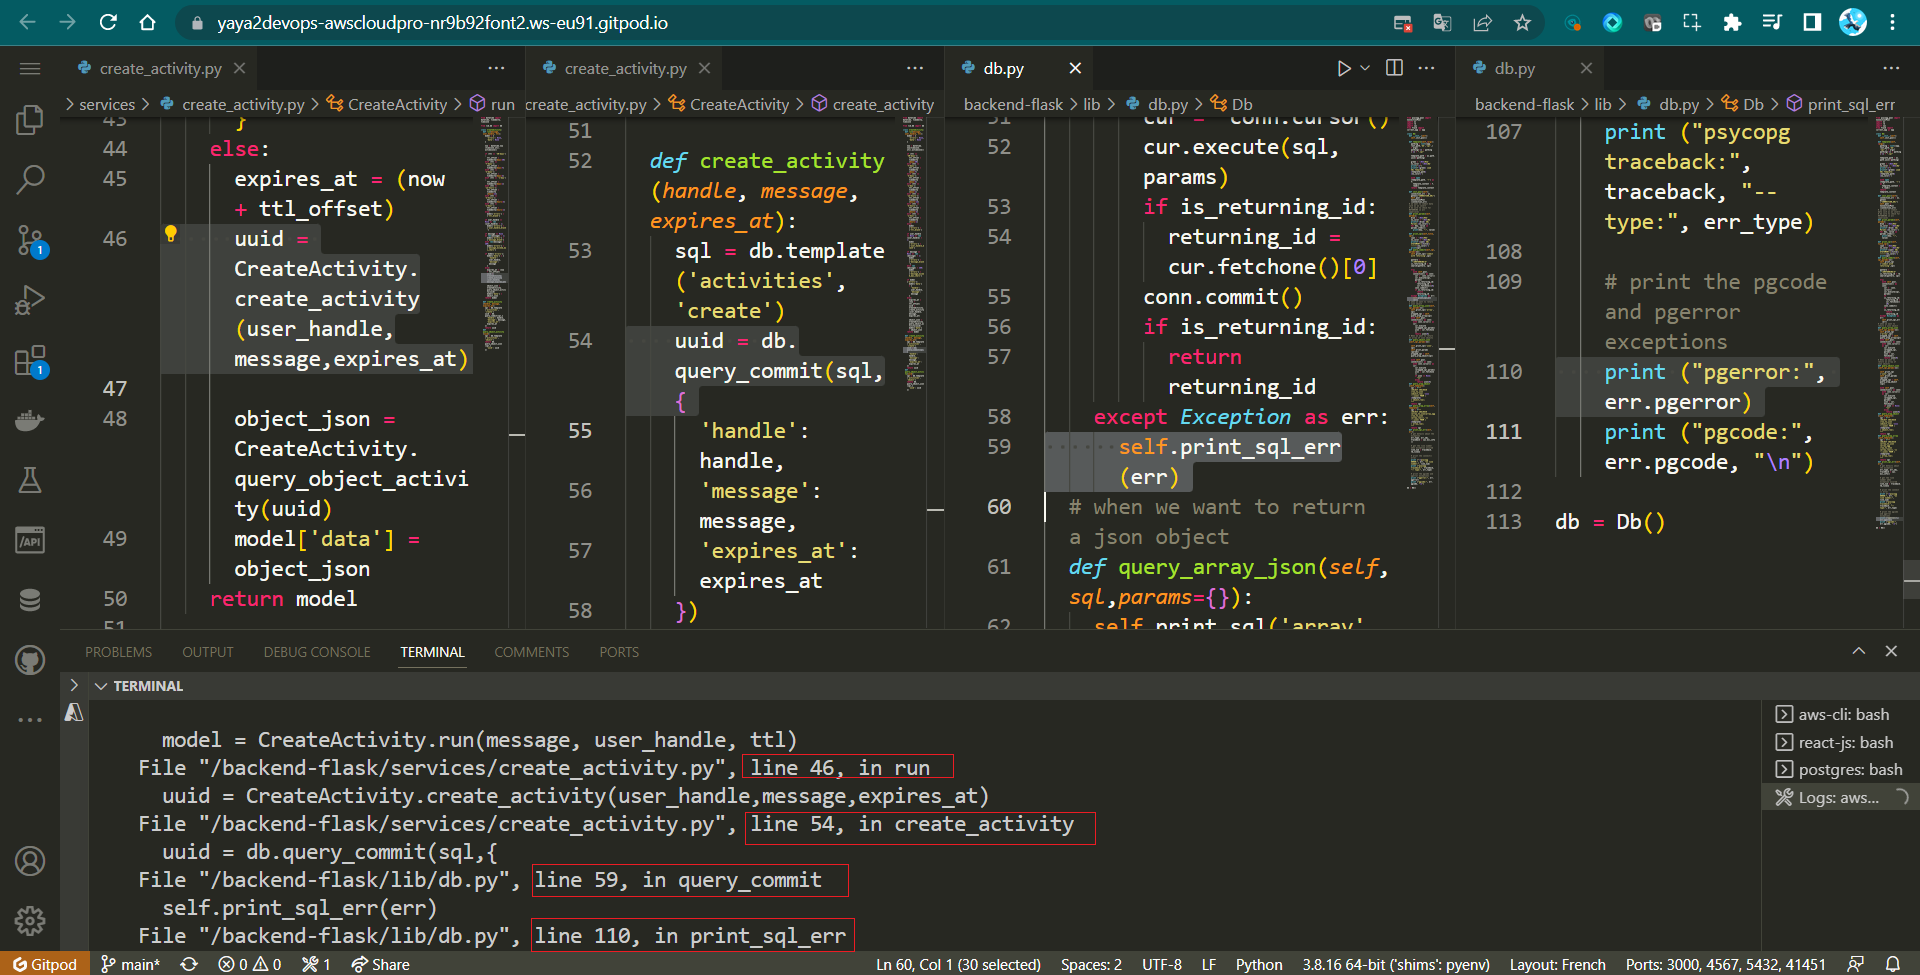 yaya2devops-awscloudpro-nr9b92font2.ws-eu91.gitpod.io
create_activity.py
services > create_activity.py > CreateActivity > run
43 }
44 else:
45 expires_at = (now
+ ttl_offset)
46 uuid =
CreateActivity.
create_activity
(user_handle,
message,expires_at)
47
48 object_json =
CreateActivity.
query_object_activi
ty(uuid)
49 model['data'] =
object_json
50 return model
51
create_activity.py
create_activity.py > CreateActivity > create_activity
51
52 def create_activity
(handle, message,
expires_at):
53 sql = db.template
('activities',
'create')
54 uuid = db.
query_commit(sql,
{
55 'handle':
handle,
56 'message':
message,
57 'expires_at':
expires_at
58 })
db.py
backend-flask > lib > db.py > Db
51 cur = conn.cursor()
52 cur.execute(sql,
params)
53 if is_returning_id:
54 returning_id =
cur.fetchone()[0]
55 conn.commit()
56 if is_returning_id:
57 return
returning_id
58 except Exception as err:
59 self.print_sql_err
(err)
60 # when we want to return
a json object
61 def query_array_json(self,
sql,params={}):
62 self.print_sql('array'
db.py
backend-flask > lib > db.py > Db > print_sql_err
107 print ("psycopg
traceback:",
traceback, "--
type:", err_type)
108
109 # print the pgcode
and pgerror
exceptions
110 print ("pgerror:",
err.pgerror)
111 print ("pgcode:",
err.pgcode, "\n")
112
113 db = Db()
1
1
/API
PROBLEMS OUTPUT DEBUG CONSOLE TERMINAL COMMENTS PORTS
TERMINAL
model = CreateActivity.run(message, user_handle, ttl)
File "/backend-flask/services/create_activity.py", line 46, in run
uuid = CreateActivity.create_activity(user_handle,message,expires_at)
File "/backend-flask/services/create_activity.py", line 54, in create_activity
uuid = db.query_commit(sql,{
File "/backend-flask/lib/db.py", line 59, in query_commit
self.print_sql_err(err)
File "/backend-flask/lib/db.py", line 110, in print_sql_err
aws-cli: bash
react-js: bash
postgres: bash
Logs: aws...
Gitpod main* 0 0 1 Share Ln 60, Col 1 (30 selected) Spaces: 2 UTF-8 LF Python 3.8.16 64-bit ('shims': pyenv) Layout: French Ports: 3000, 4567, 5432, 41451